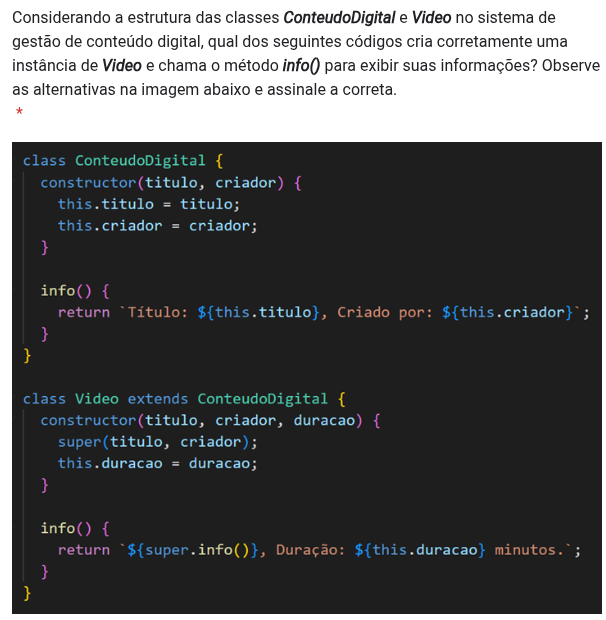 Considerando a estrutura das classes ConteudoDigital e Video no sistema de
gestão de conteúdo digital, qual dos seguintes códigos cria corretamente uma
instância de Video e chama o método info() para exibir suas informações? Observe
as alternativas na imagem abaixo e assinale a correta.
*
class ConteudoDigital {
  constructor(titulo, criador) {
    this.titulo = titulo;
    this.criador = criador;
  }

  info() {
    return `Título: ${this.titulo}, Criado por: ${this.criador}`;
  }
}

class Video extends ConteudoDigital {
  constructor(titulo, criador, duracao) {
    super(titulo, criador);
    this.duracao = duracao;
  }

  info() {
    return `${super.info()}, Duração: ${this.duracao} minutos.`;
  }
}